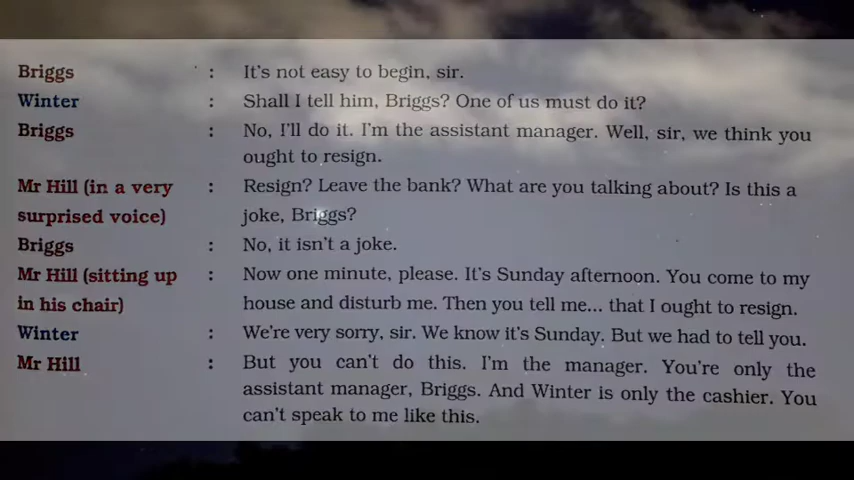 Briggs : It's not easy to begin, sir.
Winter : Shall I tell him, Briggs? One of us must do it?
Briggs : No, I'll do it. I'm the assistant manager. Well, sir, we think you
ought to resign.
Mr Hill (in a very : Resign? Leave the bank? What are you talking about? Is this a
surprised voice) joke, Briggs?
Briggs : No, it isn't a joke.
Mr Hill (sitting up : Now one minute, please. It's Sunday afternoon. You come to my
in his chair) house and disturb me. Then you tell me... that I ought to resign.
Winter : We're very sorry, sir. We know it's Sunday. But we had to tell you.
Mr Hill : But you can't do this. I'm the manager. You're only the
assistant manager, Briggs. And Winter is only the cashier. You
can't speak to me like this.